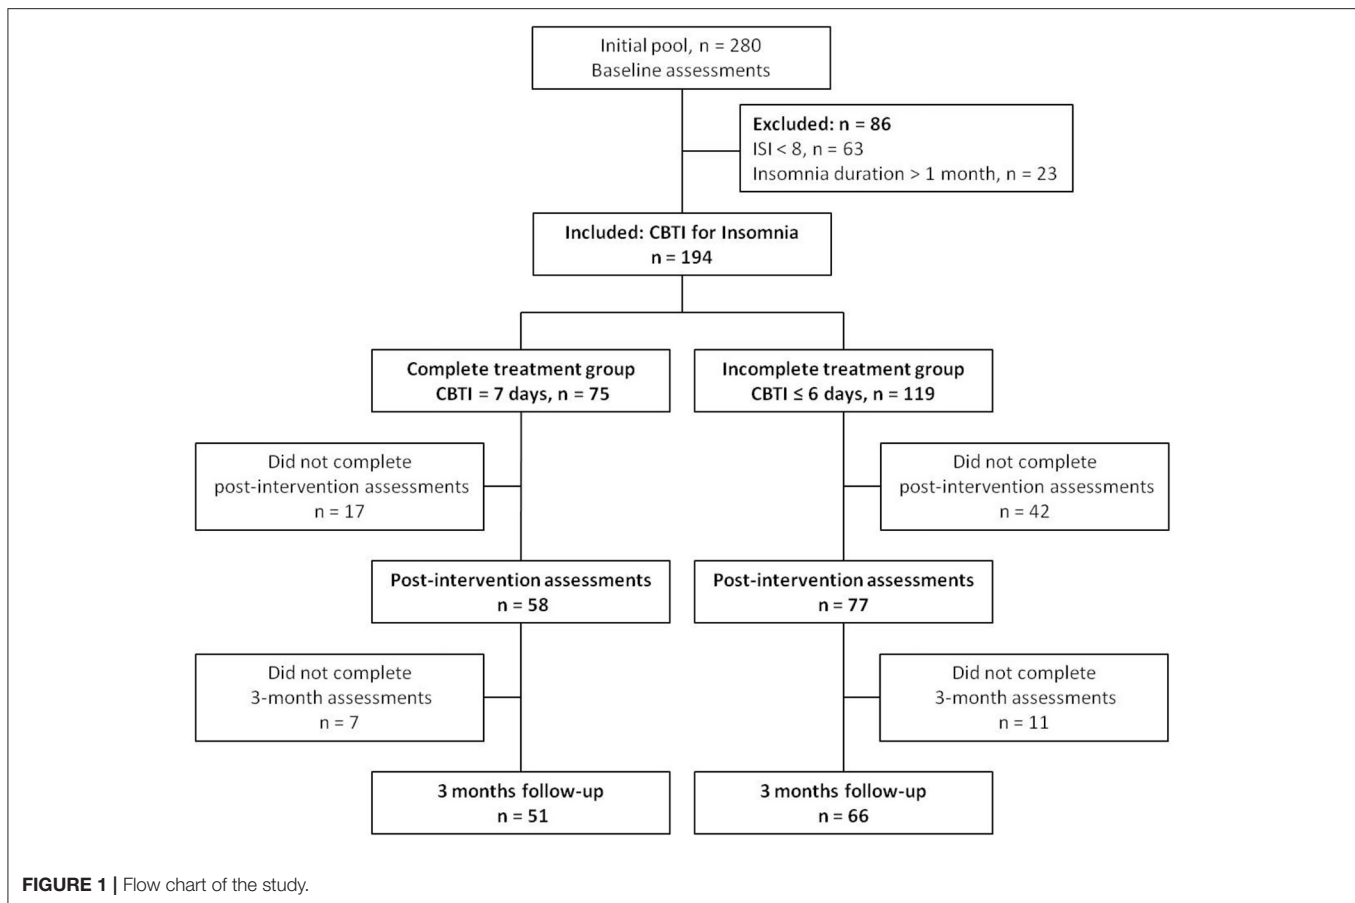 Initial pool, n = 280
Baseline assessments
Excluded: n = 86
ISI < 8, n = 63
Insomnia duration > 1 month, n = 23
Included: CBTI for Insomnia
n = 194
Complete treatment group
CBTI = 7 days, n = 75
Incomplete treatment group
CBTI ≤ 6 days, n = 119
Did not complete
post-intervention assessments
n = 17
Did not complete
post-intervention assessments
n = 42
Post-intervention assessments
n = 58
Post-intervention assessments
n = 77
Did not complete
3-month assessments
n = 7
Did not complete
3-month assessments
n = 11
3 months follow-up
n = 51
3 months follow-up
n = 66
FIGURE 1 | Flow chart of the study.